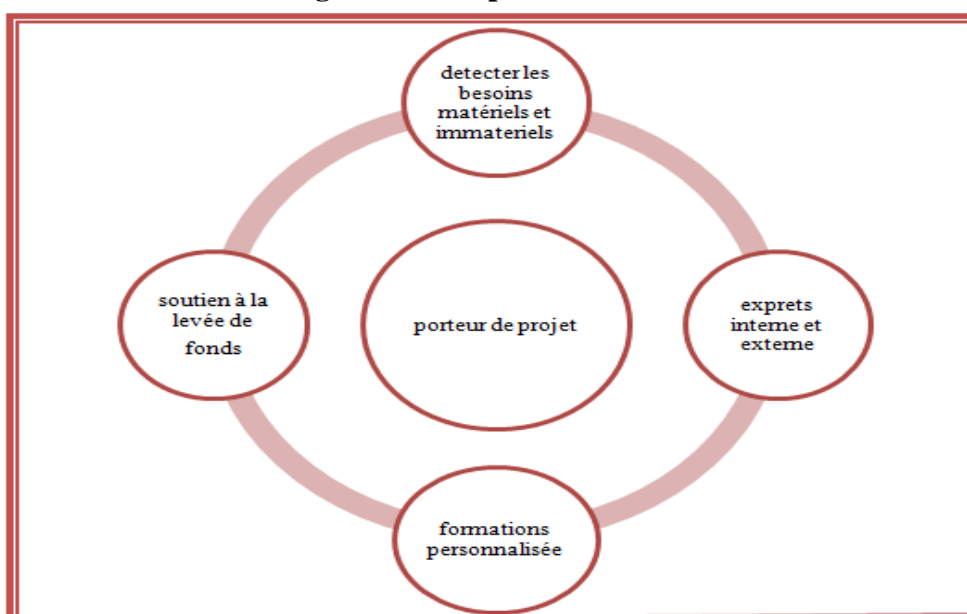 detecter les
besoins
matériels et
immateriels
soutien à la
levée de
fonds
porteur de projet
exprets
interne et
externe
formations
personnalisée